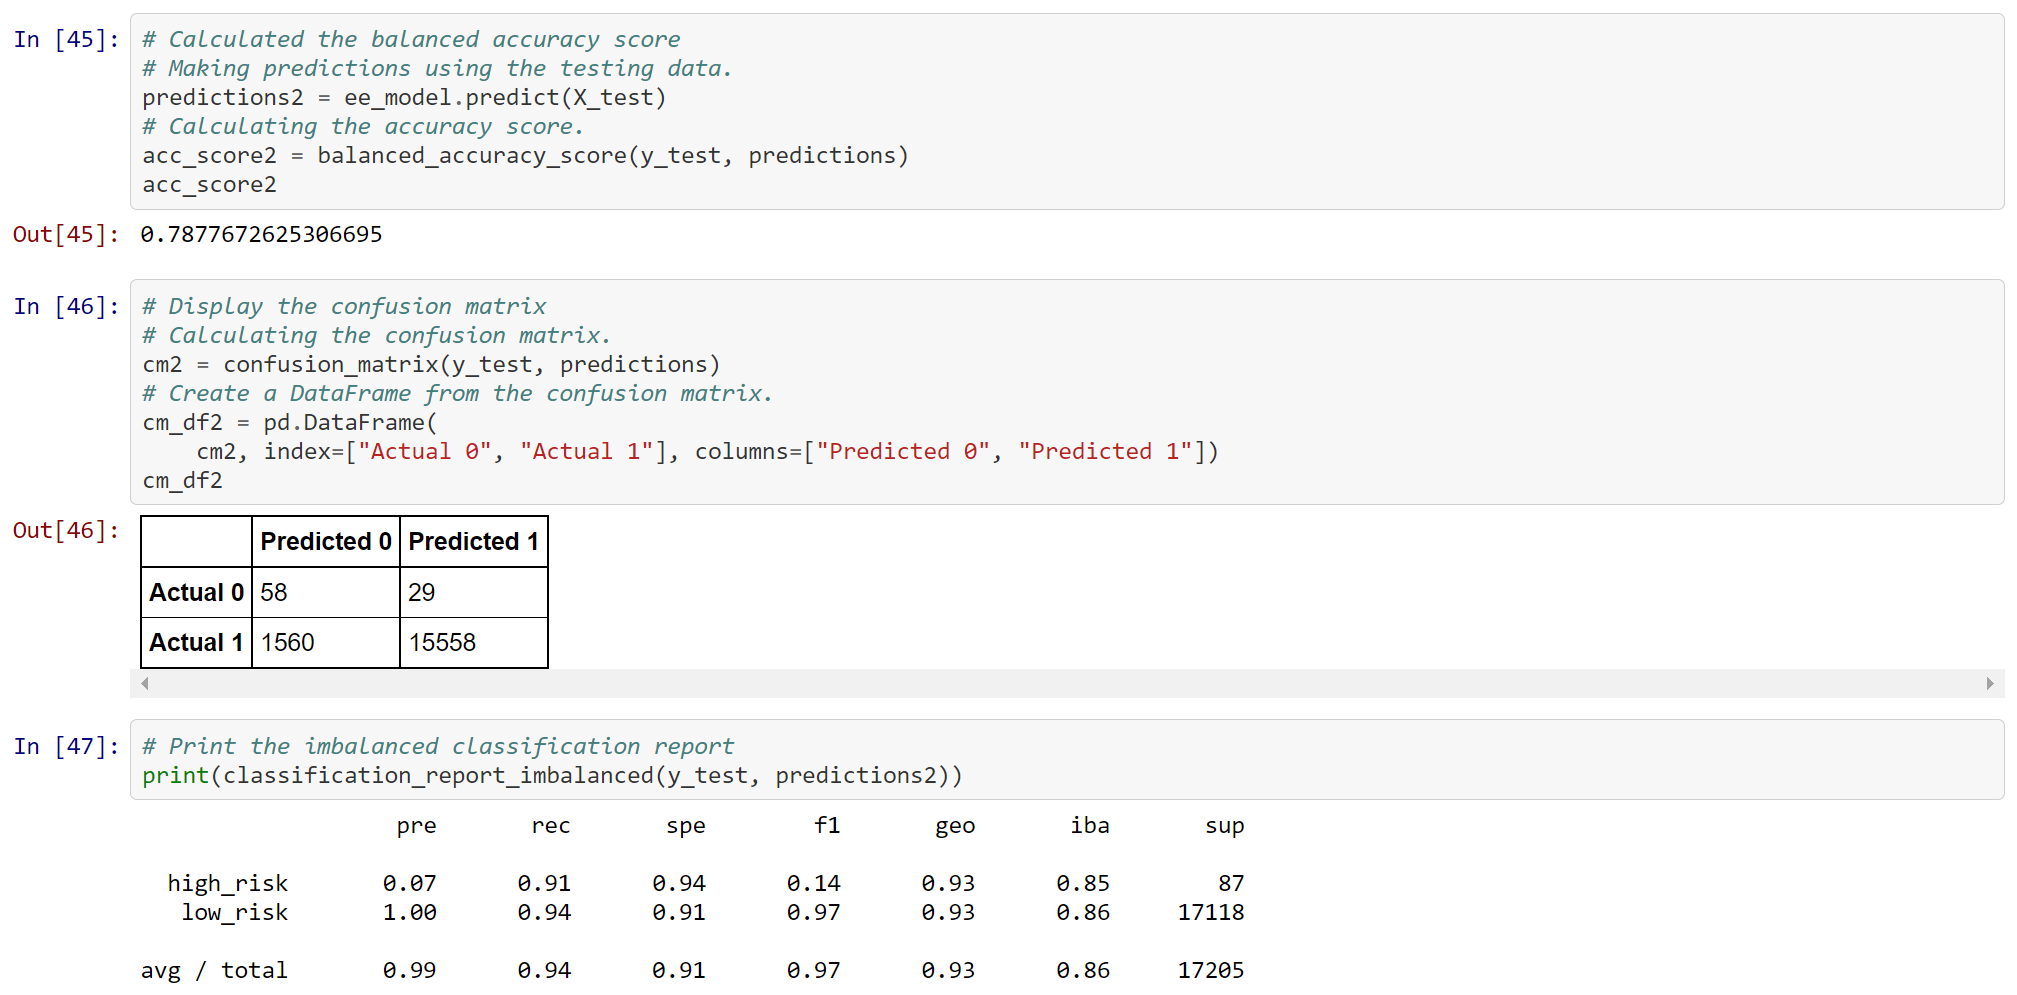 In [45]: # Calculated the balanced accuracy score
# Making predictions using the testing data.
predictions2 = ee_model.predict(X_test)
# Calculating the accuracy score.
acc_score2 = balanced_accuracy_score(y_test, predictions)
acc_score2
Out[45]: 0.7877672625306695
In [46]: # Display the confusion matrix
# Calculating the confusion matrix.
cm2 = confusion_matrix(y_test, predictions)
# Create a DataFrame from the confusion matrix.
cm_df2 = pd.DataFrame(
    cm2, index=["Actual 0", "Actual 1"], columns=["Predicted 0", "Predicted 1"])
cm_df2
Out[46]:
Predicted 0 Predicted 1
Actual 0 58 29
Actual 1 1560 15558
In [47]: # Print the imbalanced classification report
print(classification_report_imbalanced(y_test, predictions2))
pre rec spe f1 geo iba sup
high_risk 0.07 0.91 0.94 0.14 0.93 0.85 87
low_risk 1.00 0.94 0.91 0.97 0.93 0.86 17118
avg / total 0.99 0.94 0.91 0.97 0.93 0.86 17205